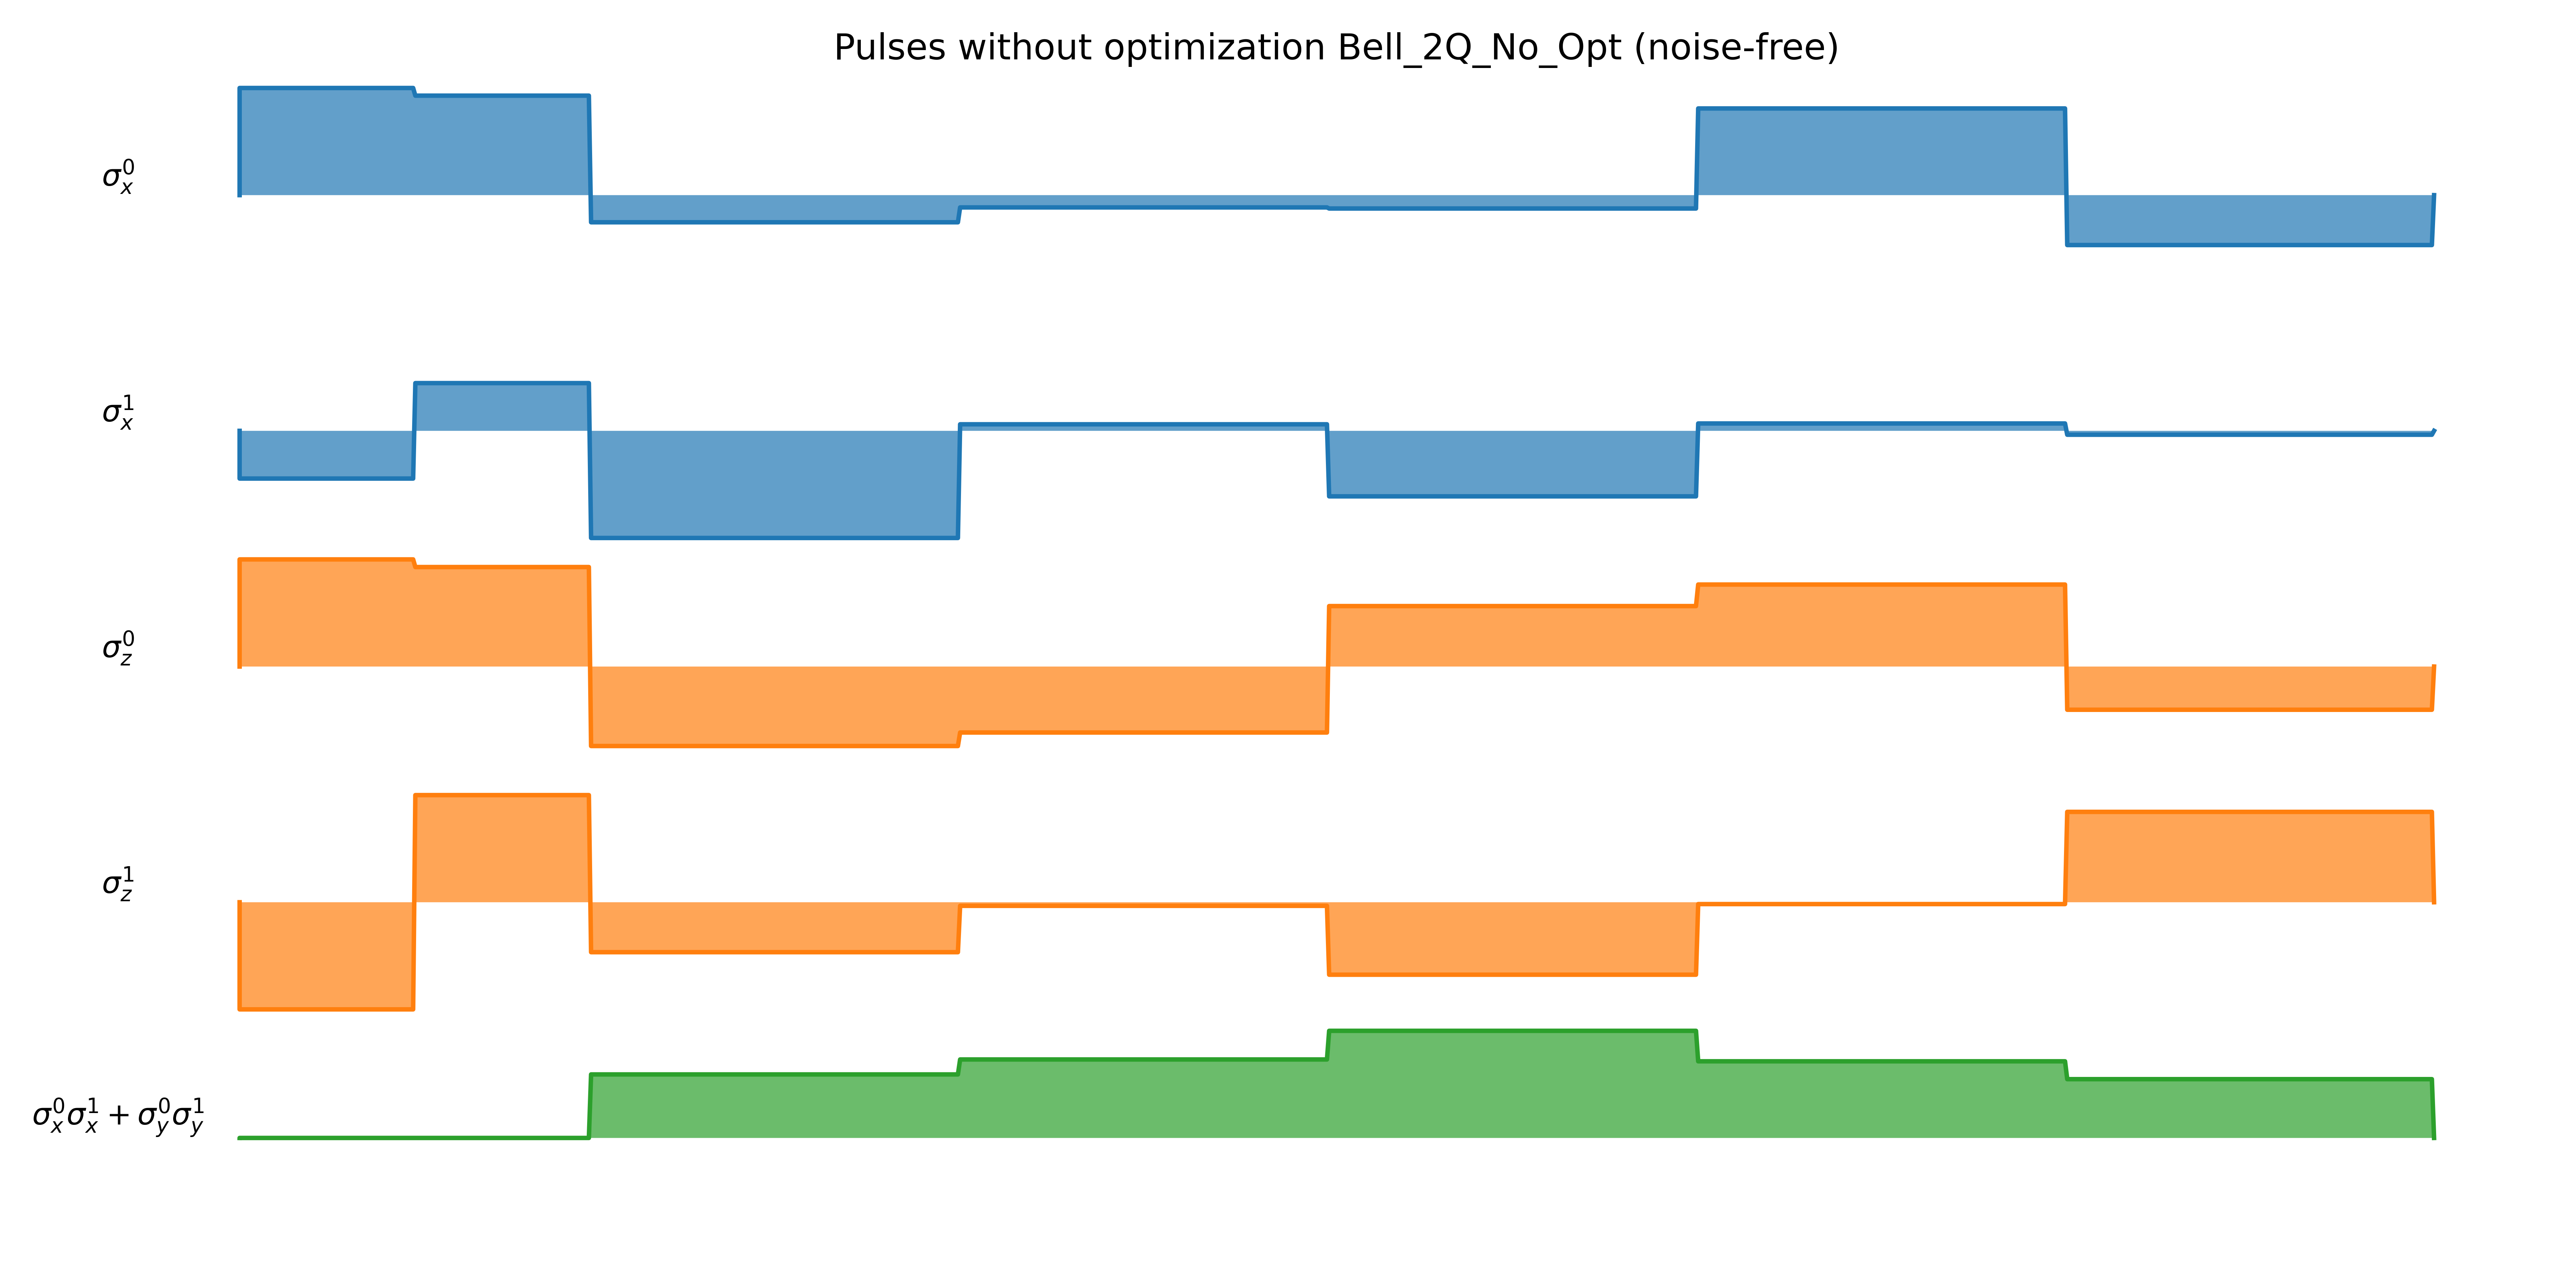 Pulses without optimization Bell_2Q_No_Opt (noise-free)
σ_x^0
σ_x^1
σ_z^0
σ_z^1
σ_x^0σ_x^1 + σ_y^0σ_y^1